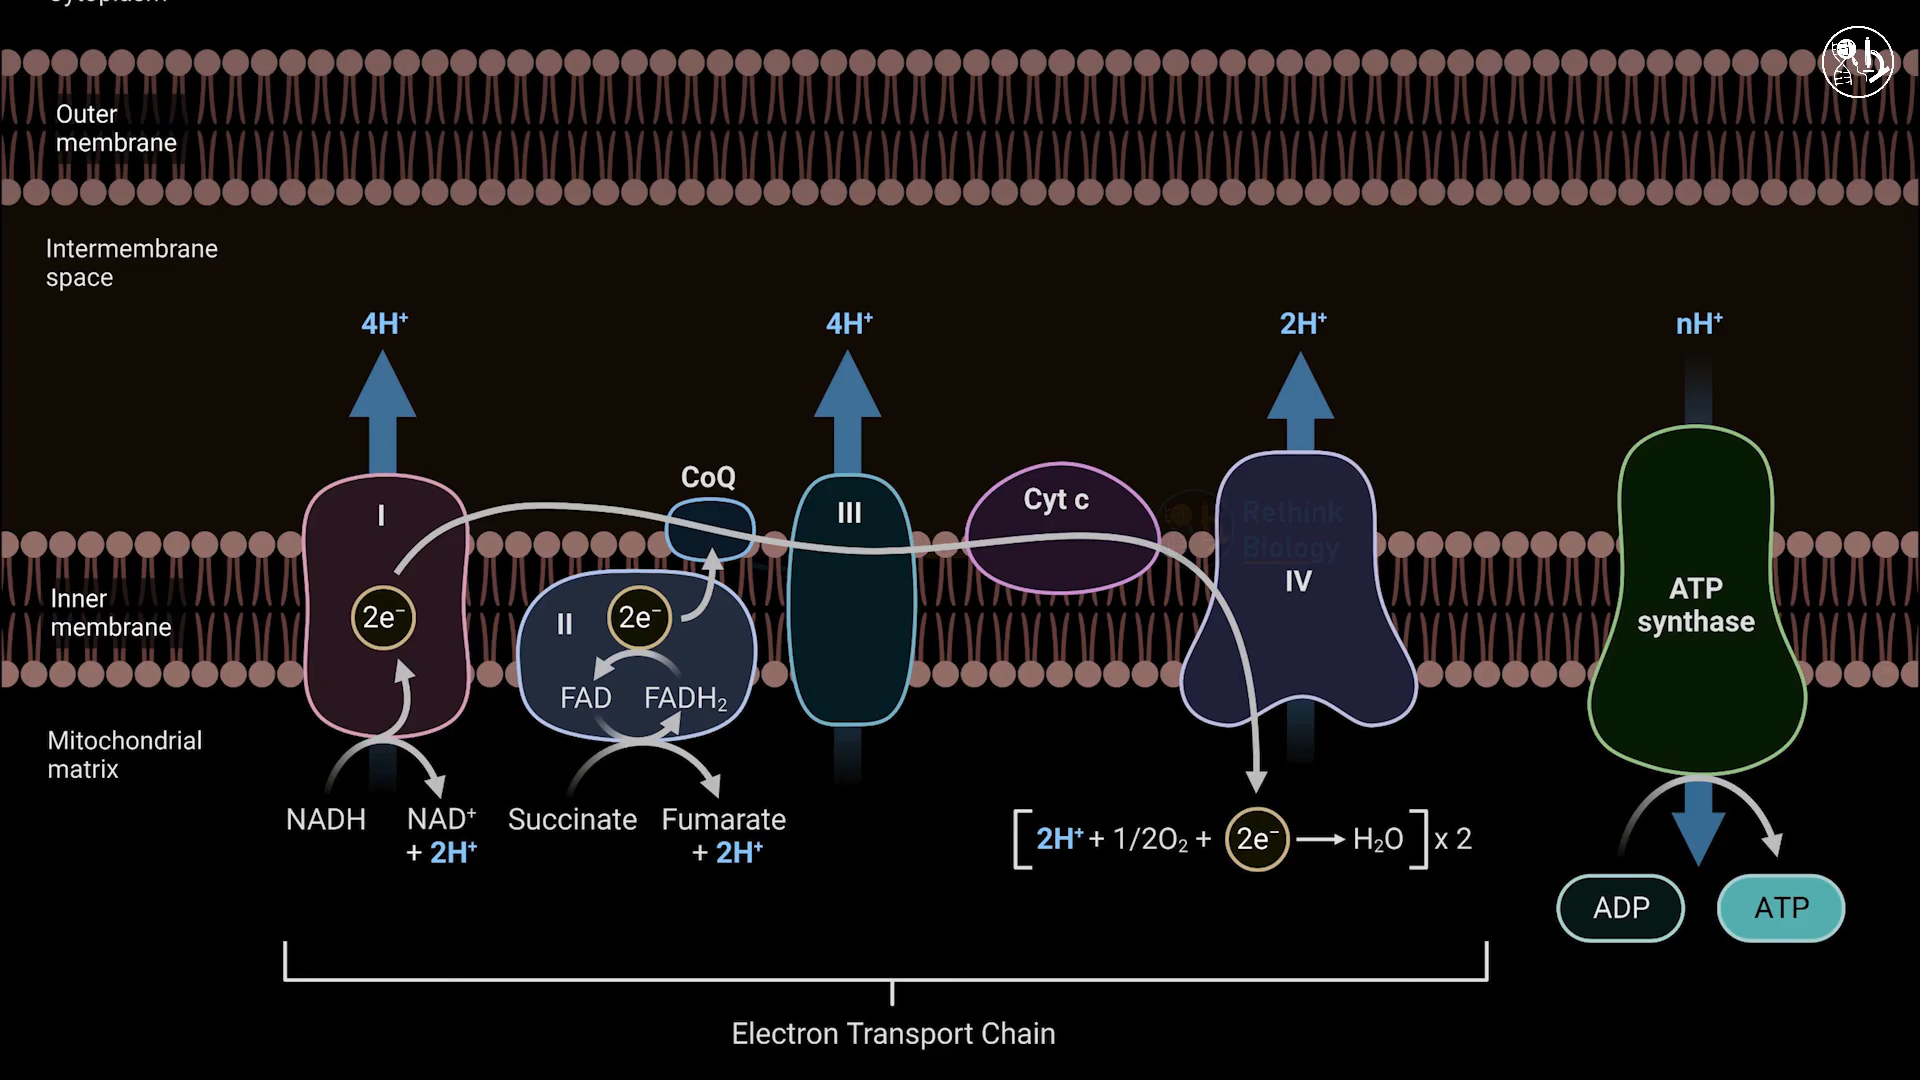 Cytoplasm
Outer
membrane
Intermembrane
space
4H⁺
4H⁺
2H⁺
nH⁺
CoQ
I
III
Cyt c
Rethink
Biology
IV
Inner
membrane
2e⁻
II
2e⁻
ATP
synthase
FAD
FADH₂
Mitochondrial
matrix
NADH
NAD⁺
+ 2H⁺
Succinate
Fumarate
+ 2H⁺
[2H⁺ + 1/2O₂ + 2e⁻ → H₂O] x 2
ADP
ATP
Electron Transport Chain